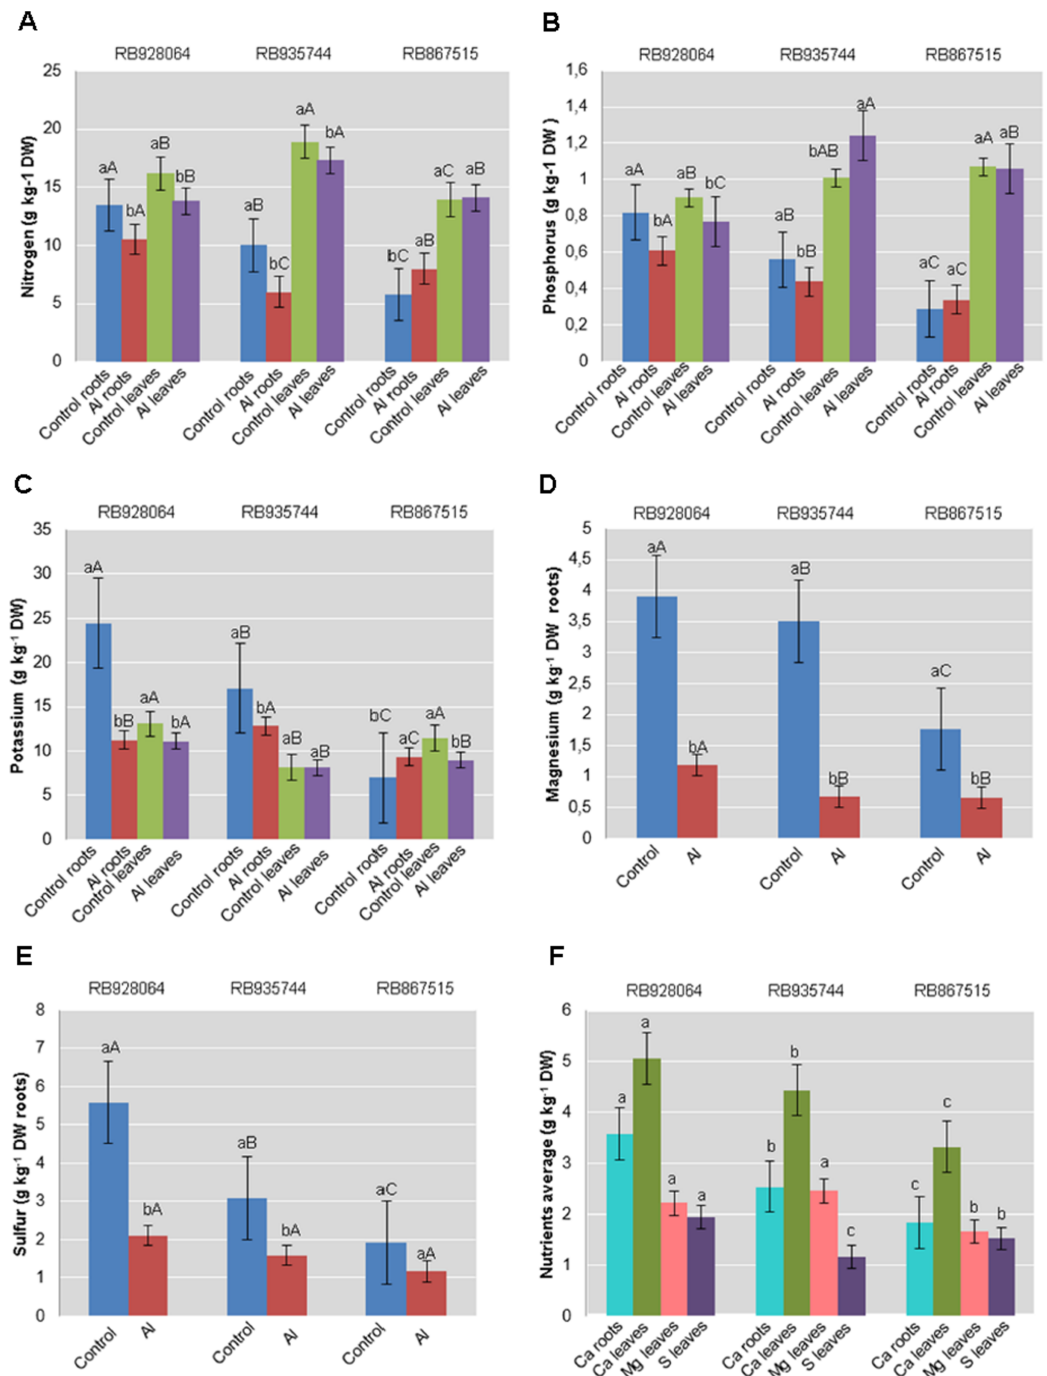 A
RB928064 RB935744 RB867515
Nitrogen (g kg-1 DW)
25
20
15
10
5
0
aA bA aB bB
aB bC aA bA
bC aB aC aB
Control roots Al roots Control leaves Al leaves
Control roots Al roots Control leaves Al leaves
Control roots Al roots Control leaves Al leaves
B
RB928064 RB935744 RB867515
Phosphorus (g kg-1 DW )
1,6
1,4
1,2
1
0,8
0,6
0,4
0,2
0
aA bA aB bC
aB bB bAB aA
aC aC aA aB
Control roots Al roots Control leaves Al leaves
Control roots Al roots Control leaves Al leaves
Control roots Al roots Control leaves Al leaves
C
RB928064 RB935744 RB867515
Potassium (g kg-1 DW)
35
30
25
20
15
10
5
0
aA bB aA bA
aB bA aB aB
bC aC aA bB
Control roots Al roots Control leaves Al leaves
Control roots Al roots Control leaves Al leaves
Control roots Al roots Control leaves Al leaves
D
RB928064 RB935744 RB867515
Magnesium (g kg-1 DW roots)
5
4,5
4
3,5
3
2,5
2
1,5
1
0,5
0
aA bA
aB bB
aC bB
Control Al
Control Al
Control Al
E
RB928064 RB935744 RB867515
Sulfur (g kg-1 DW roots)
8
7
6
5
4
3
2
1
0
aA bA
aB bA
aC aA
Control Al
Control Al
Control Al
F
RB928064 RB935744 RB867515
Nutrients average (g kg-1 DW)
6
5
4
3
2
1
0
a a a a
b b a c
c c b b
Ca roots Ca leaves Mg leaves S leaves
Ca roots Ca leaves Mg leaves S leaves
Ca roots Ca leaves Mg leaves S leaves